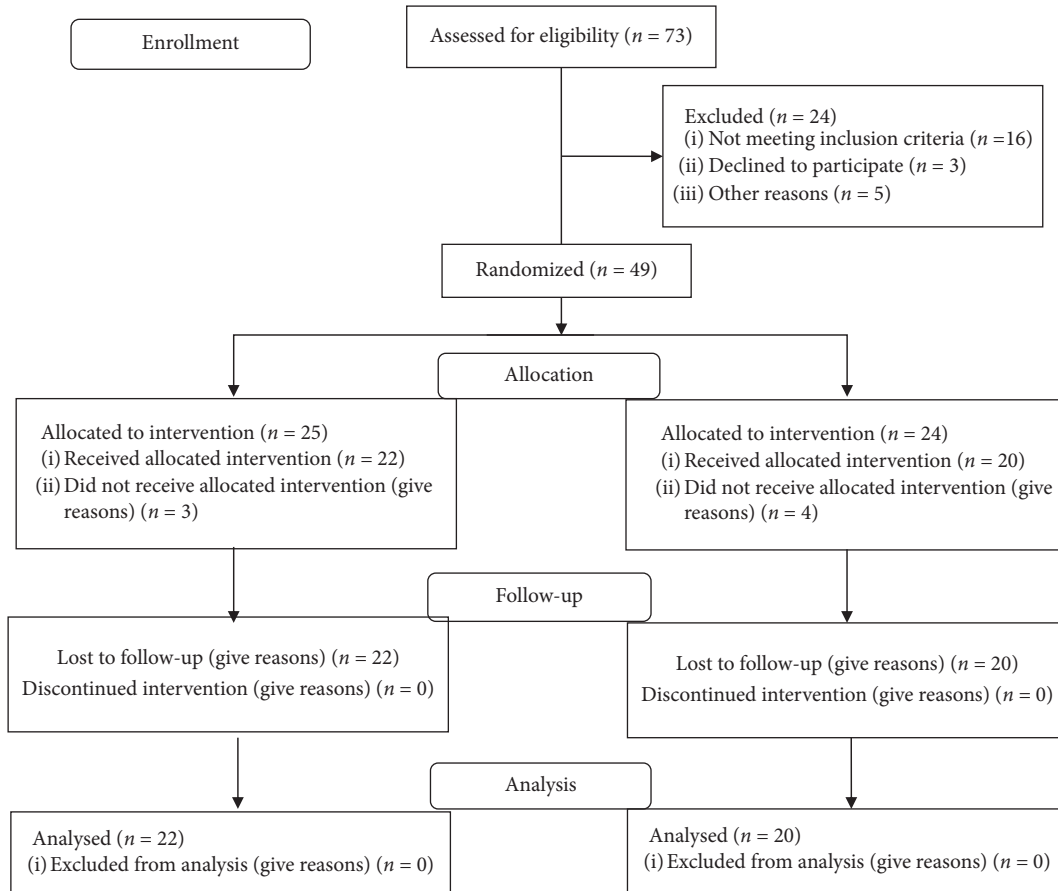 Enrollment
Assessed for eligibility (n = 73)
Excluded (n = 24)
(i) Not meeting inclusion criteria (n =16)
(ii) Declined to participate (n = 3)
(iii) Other reasons (n = 5)
Randomized (n = 49)
Allocation
Allocated to intervention (n = 25)
(i) Received allocated intervention (n = 22)
(ii) Did not receive allocated intervention (give
reasons) (n = 3)
Allocated to intervention (n = 24)
(i) Received allocated intervention (n = 20)
(ii) Did not receive allocated intervention (give
reasons) (n = 4)
Follow-up
Lost to follow-up (give reasons) (n = 22)
Discontinued intervention (give reasons) (n = 0)
Lost to follow-up (give reasons) (n = 20)
Discontinued intervention (give reasons) (n = 0)
Analysis
Analysed (n = 22)
(i) Excluded from analysis (give reasons) (n = 0)
Analysed (n = 20)
(i) Excluded from analysis (give reasons) (n = 0)